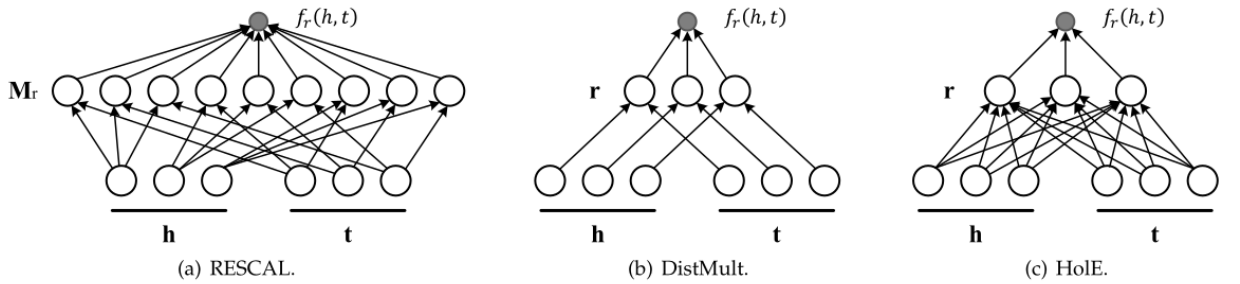 f_r(h, t)
f_r(h, t)
f_r(h, t)
M_r
r
r
h
t
h
t
h
t
(a) RESCAL.
(b) DistMult.
(c) HolE.